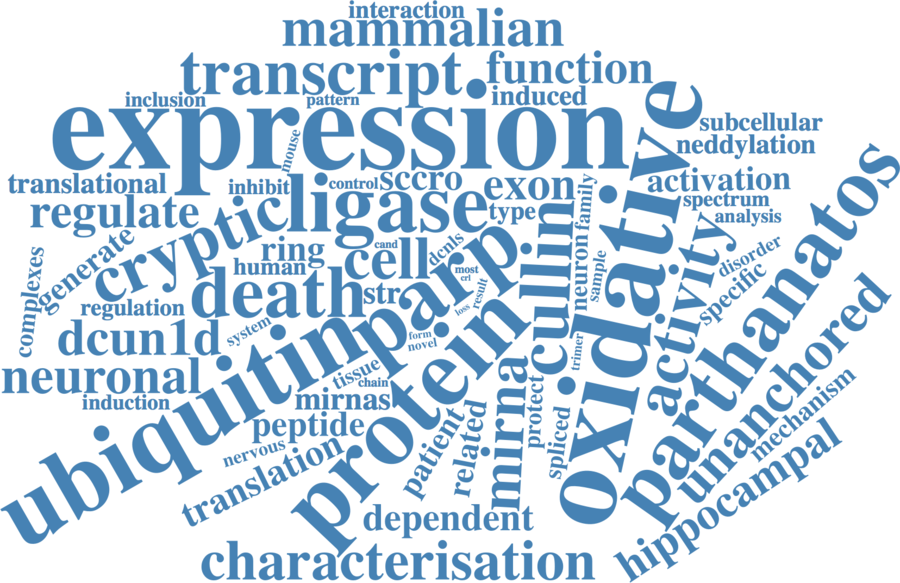 interaction
mammalian
transcript
function
inclusion
pattern
induced
expression
mouse
oxidative
subcellular
neddylation
translational
inhibit
control
sccro
exon
activation
spectrum
regulate
cryptic
ligase
type
family
analysis
parthanatos
complexes
generate
ring
human
cell
cand
dcnls
most
crl
cullin
neuron
sample
activity
disorder
specific
regulation
death
str
parp
loss
result
dcun1d
system
ubiquitin
form
novel
protein
trimer
unanchored
neuronal
tissue
chain
induction
mirnas
mirna
protect
spliced
mechanism
peptide
patient
related
nervous
translation
hippocampal
dependent
characterisation